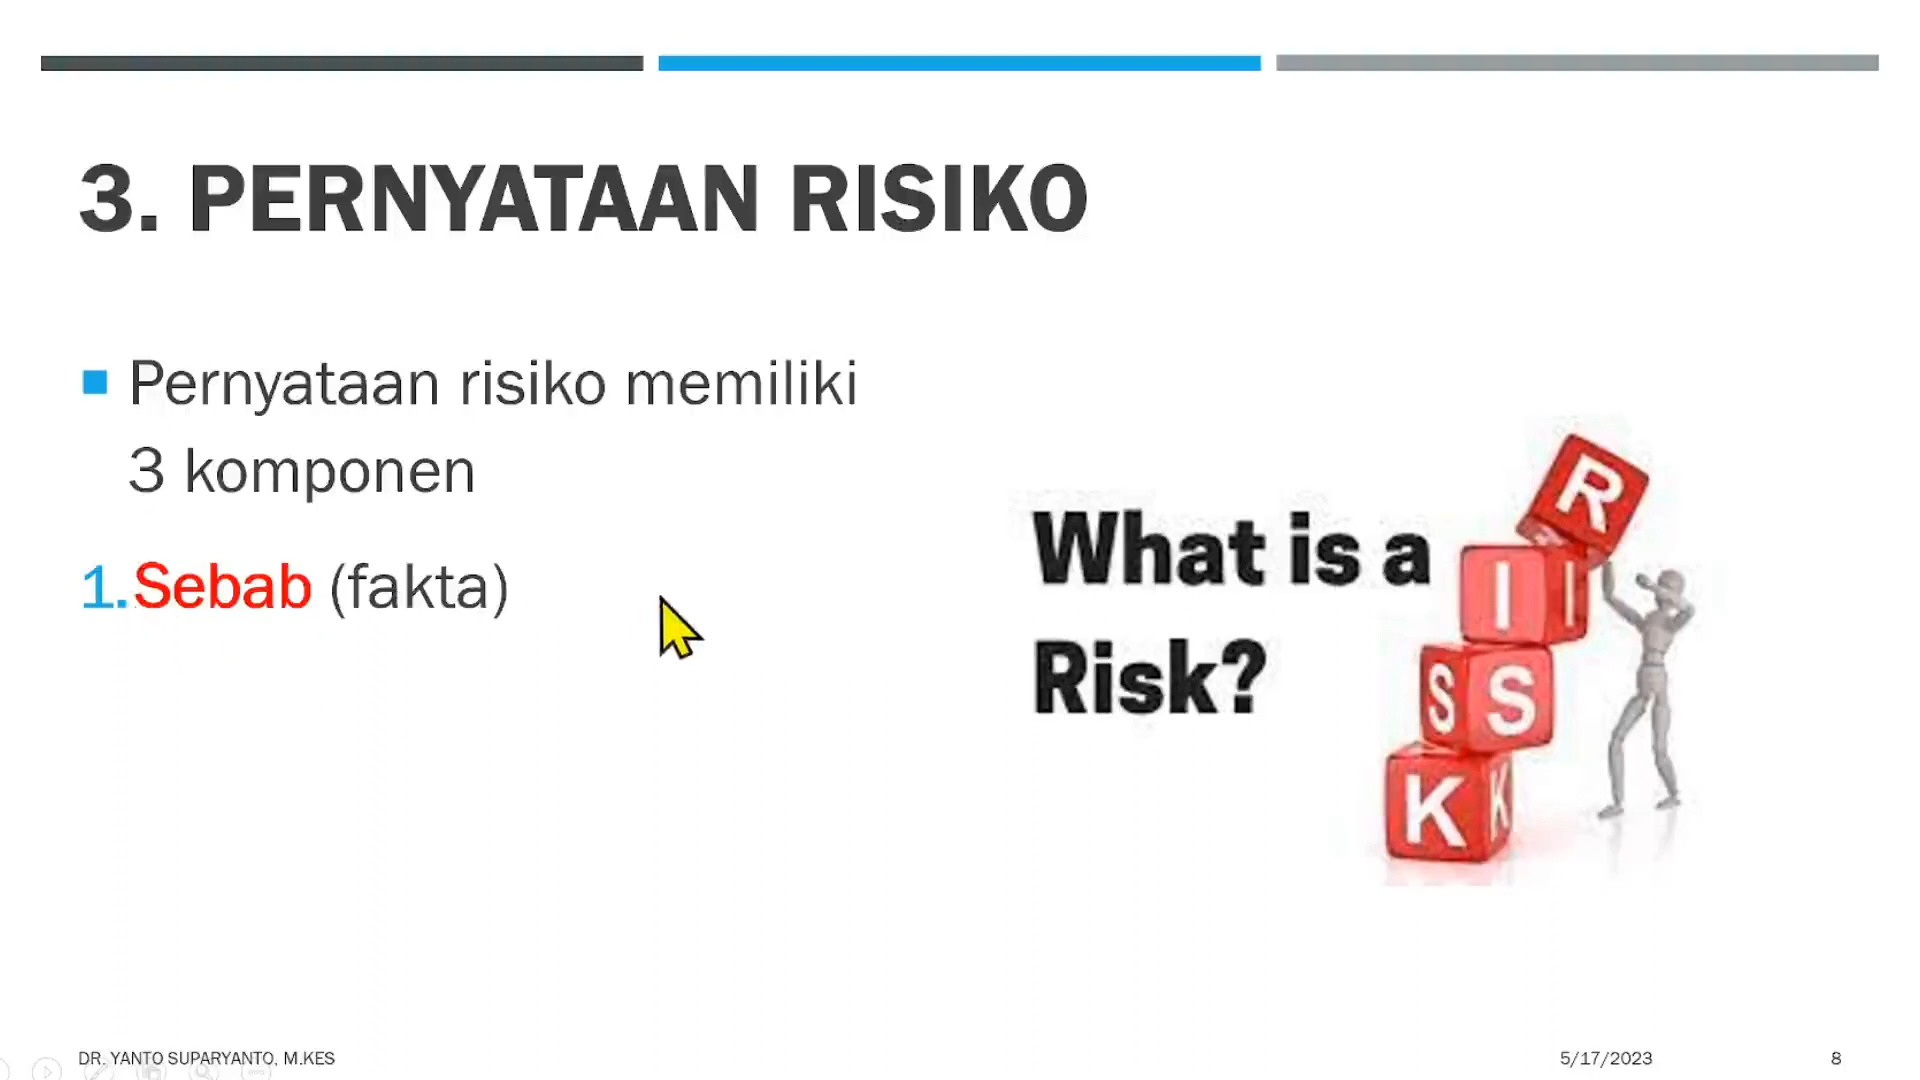 3. PERNYATAAN RISIKO
■ Pernyataan risiko memiliki
3 komponen
1. Sebab (fakta)
What is a
Risk?
R
I I
S S
K K
DR. YANTO SUPARYANTO, M.KES
5/17/2023
8